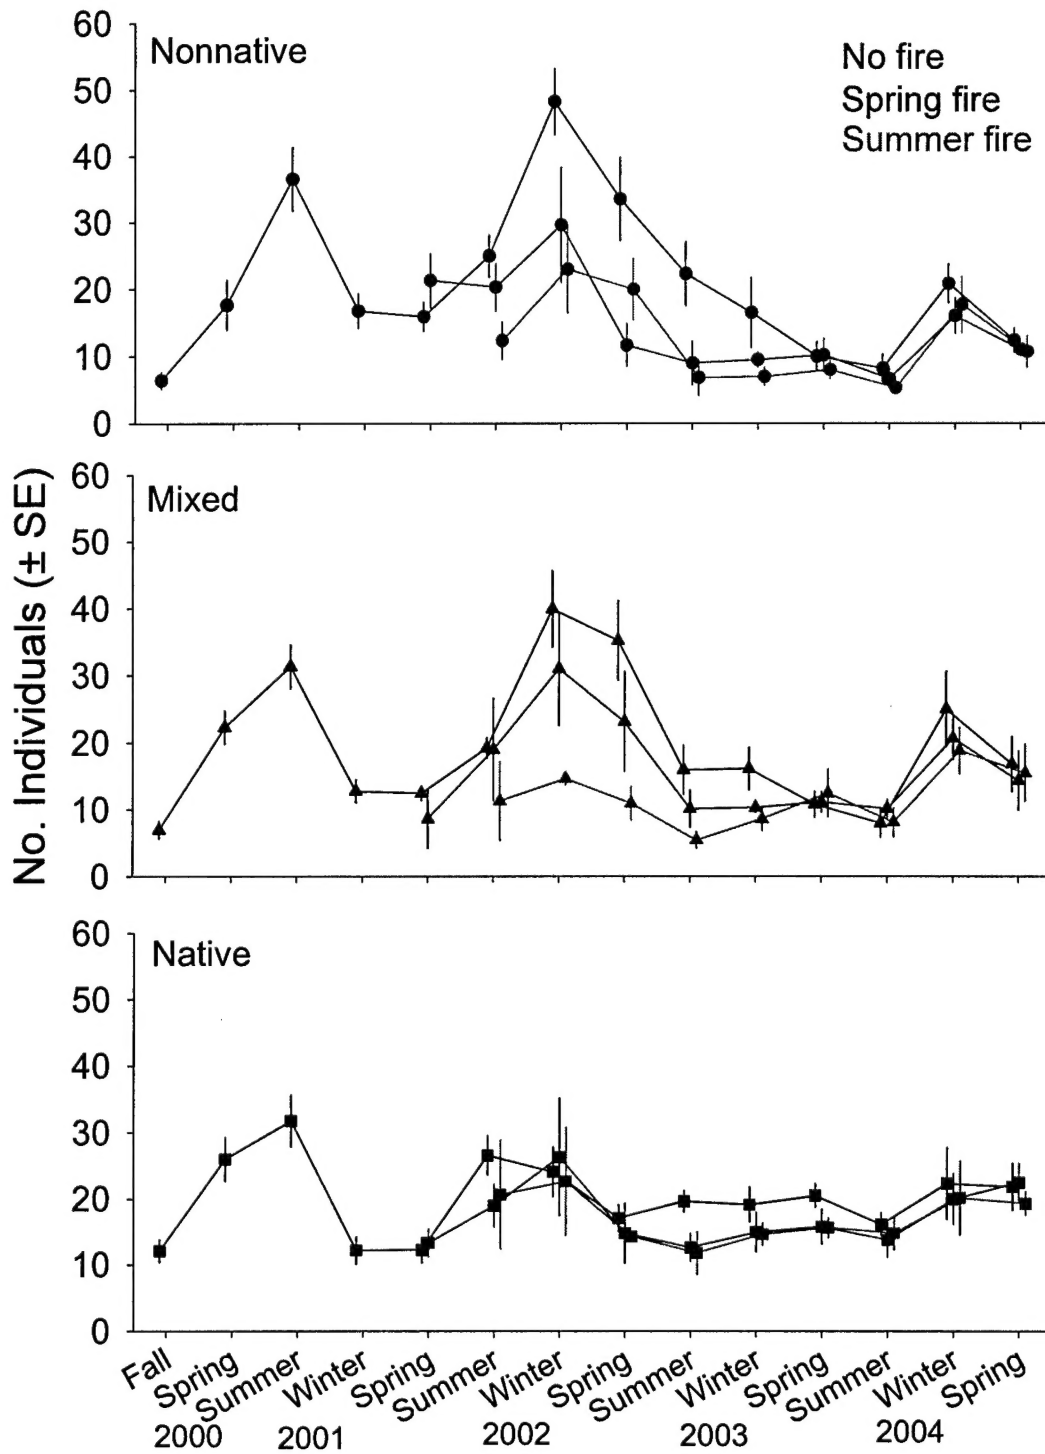 60
Nonnative
No fire
50
Spring fire
Summer fire
40
30
20
10
0
No. Individuals (± SE)
60
Mixed
50
40
30
20
10
0
60
Native
50
40
30
20
10
0
Fall Spring Summer Winter Spring Summer Winter Spring Summer Winter Spring Summer Winter Spring
2000 2001 2002 2003 2004